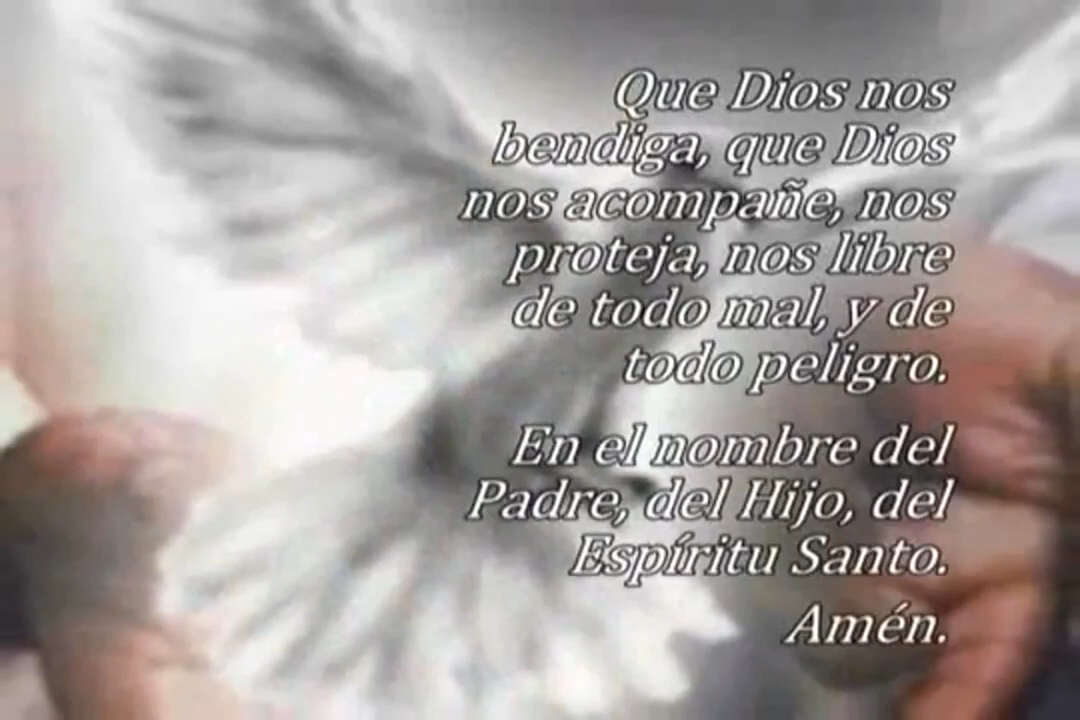 Que Dios nos
bendiga, que Dios
nos acompañe, nos
proteja, nos libre
de todo mal, y de
todo peligro.
En el nombre del
Padre, del Hijo, del
Espíritu Santo.
Amén.